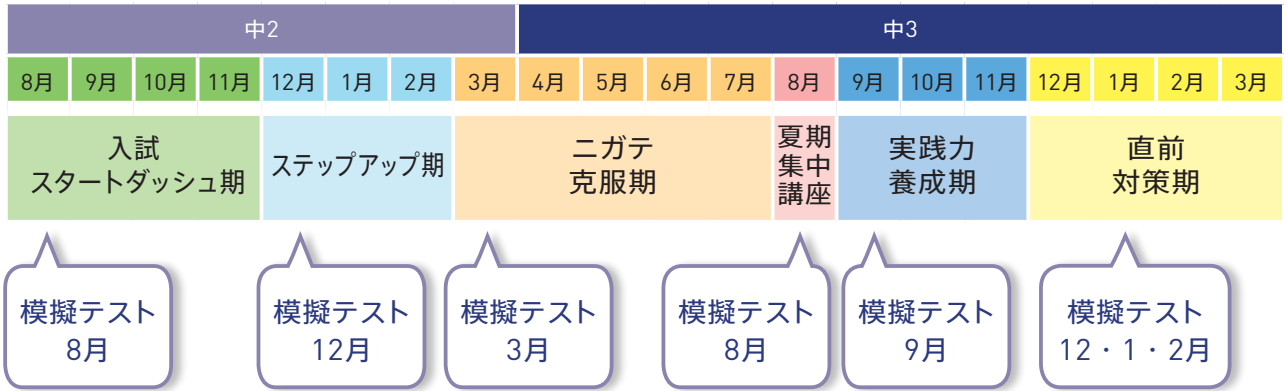 中2 中3
8月 9月 10月 11月 12月 1月 2月 3月 4月 5月 6月 7月 8月 9月 10月 11月 12月 1月 2月 3月
入試
スタートダッシュ期
ステップアップ期
ニガテ
克服期
夏期
集中
講座
実践力
養成期
直前
対策期
模擬テスト
8月
模擬テスト
12月
模擬テスト
3月
模擬テスト
8月
模擬テスト
9月
模擬テスト
12・1・2月